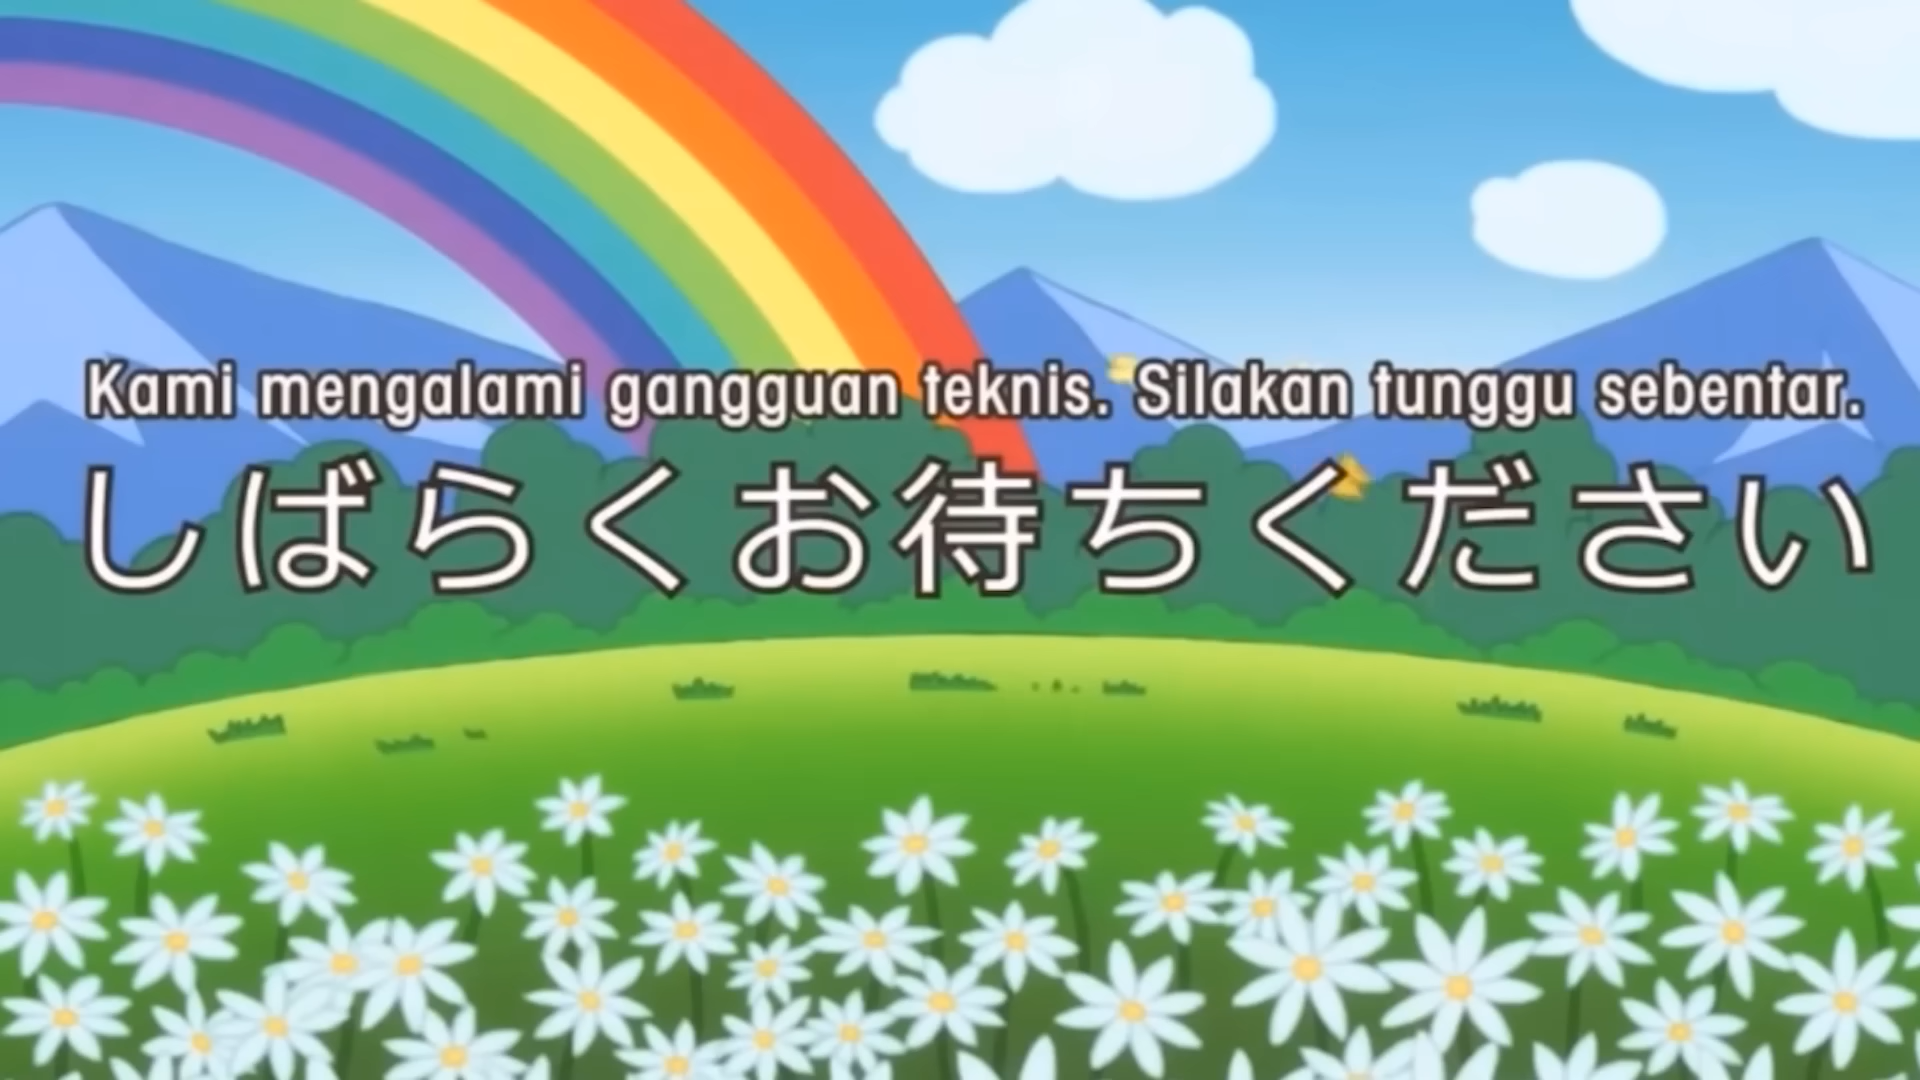 Kami mengalami gangguan teknis. Silakan tunggu sebentar.
しばらくお待ちください